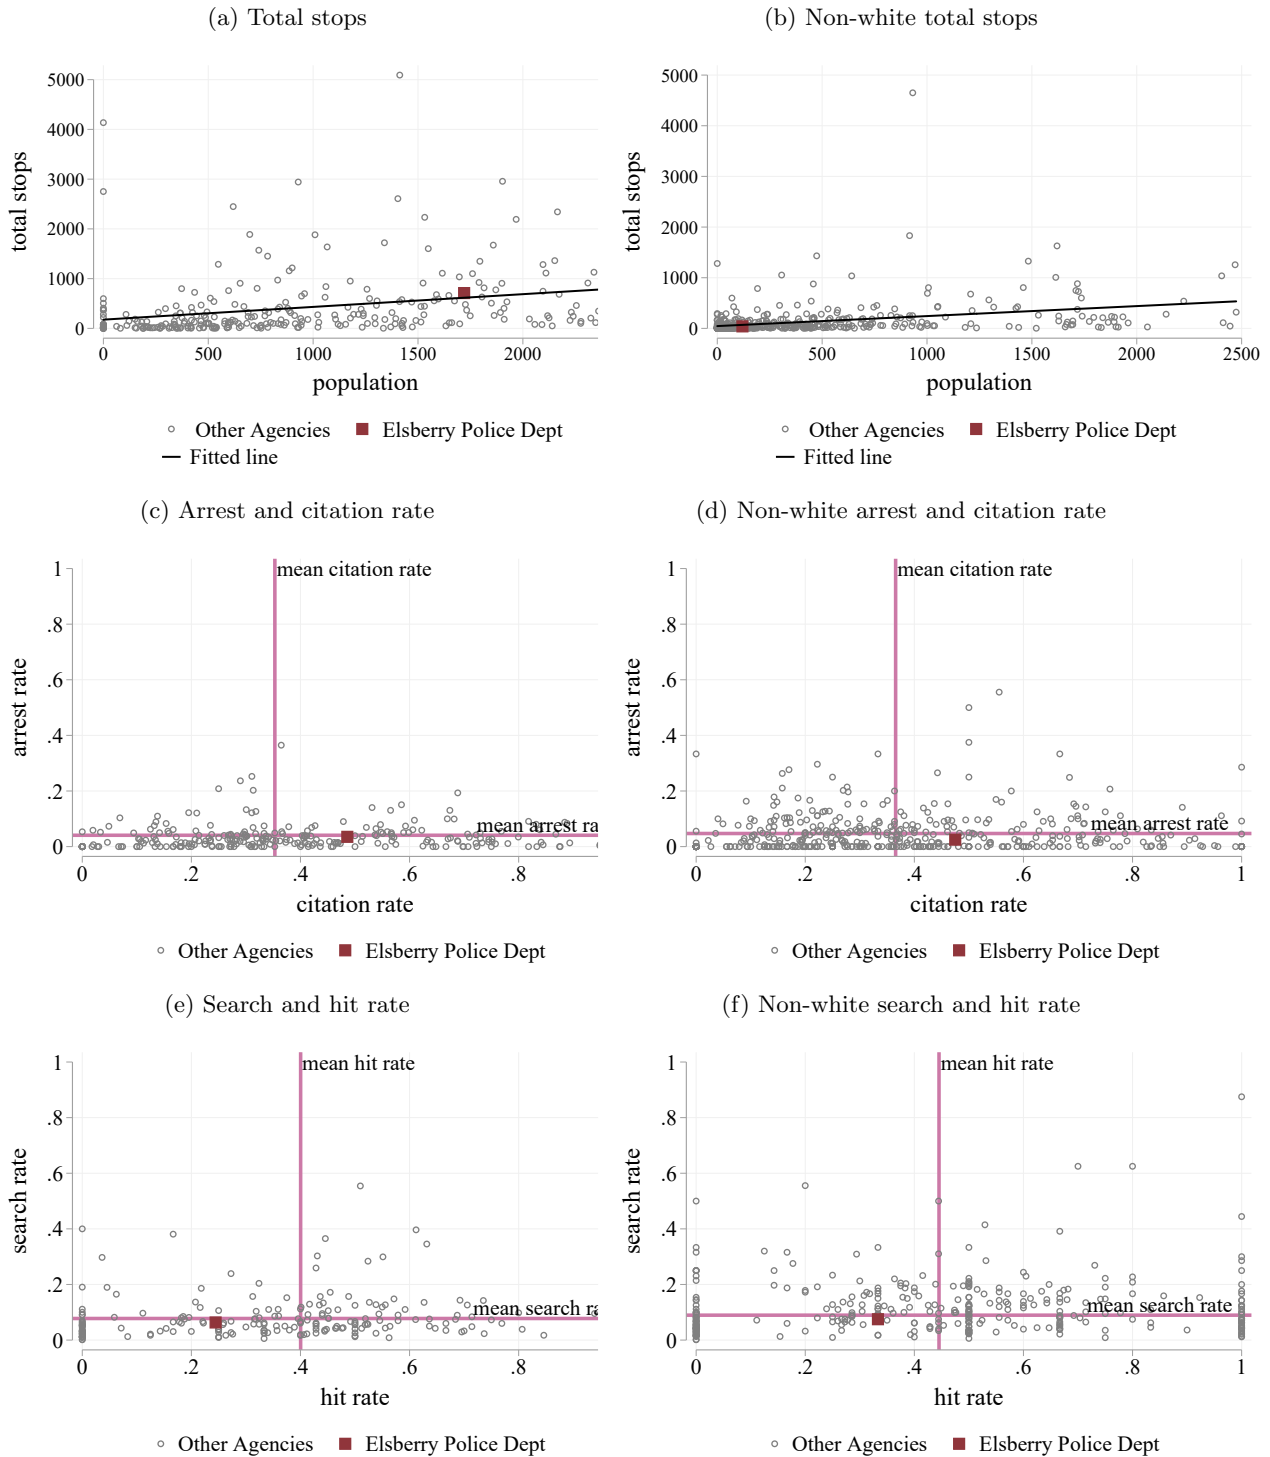 (a) Total stops
total stops
5000
4000
3000
2000
1000
0
0 500 1000 1500 2000
population
Other Agencies Elsberry Police Dept
Fitted line
(b) Non-white total stops
total stops
5000
4000
3000
2000
1000
0
0 500 1000 1500 2000 2500
population
Other Agencies Elsberry Police Dept
Fitted line
(c) Arrest and citation rate
arrest rate
1
.8
.6
.4
.2
0
mean citation rate
mean arrest ra
0 .2 .4 .6 .8
citation rate
Other Agencies Elsberry Police Dept
(d) Non-white arrest and citation rate
arrest rate
1
.8
.6
.4
.2
0
mean citation rate
mean arrest rate
0 .2 .4 .6 .8 1
citation rate
Other Agencies Elsberry Police Dept
(e) Search and hit rate
search rate
1
.8
.6
.4
.2
0
mean hit rate
mean search ra
0 .2 .4 .6 .8
hit rate
Other Agencies Elsberry Police Dept
(f) Non-white search and hit rate
search rate
1
.8
.6
.4
.2
0
mean hit rate
mean search rate
0 .2 .4 .6 .8 1
hit rate
Other Agencies Elsberry Police Dept